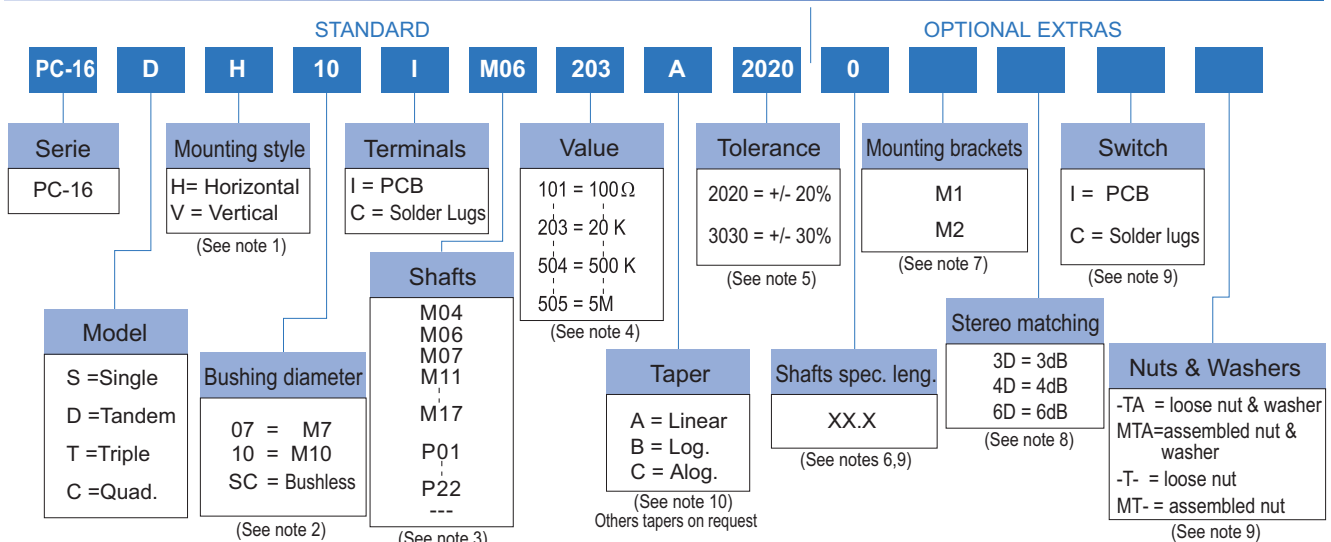 STANDARD
OPTIONAL EXTRAS
PC-16 D H 10 I M06 203 A 2020 0
Serie
PC-16
Mounting style
H= Horizontal
V = Vertical
(See note 1)
Terminals
I = PCB
C = Solder Lugs
Value
101 = 100Ω
203 = 20 K
504 = 500 K
505 = 5M
(See note 4)
Tolerance
2020 = +/- 20%
3030 = +/- 30%
(See note 5)
Mounting brackets
M1
M2
(See note 7)
Switch
I = PCB
C = Solder lugs
(See note 9)
Model
S =Single
D =Tandem
T =Triple
C =Quad.
Bushing diameter
07 = M7
10 = M10
SC = Bushless
(See note 2)
Shafts
M04
M06
M07
M11
M17
P01
P22
---
(See note 3)
Taper
A = Linear
B = Log.
C = Alog.
(See note 10)
Others tapers on request
Shafts spec. leng.
XX.X
(See notes 6,9)
Stereo matching
3D = 3dB
4D = 4dB
6D = 6dB
(See note 8)
Nuts & Washers
-TA = loose nut & washer
MTA=assembled nut &
washer
-T- = loose nut
MT- = assembled nut
(See note 9)